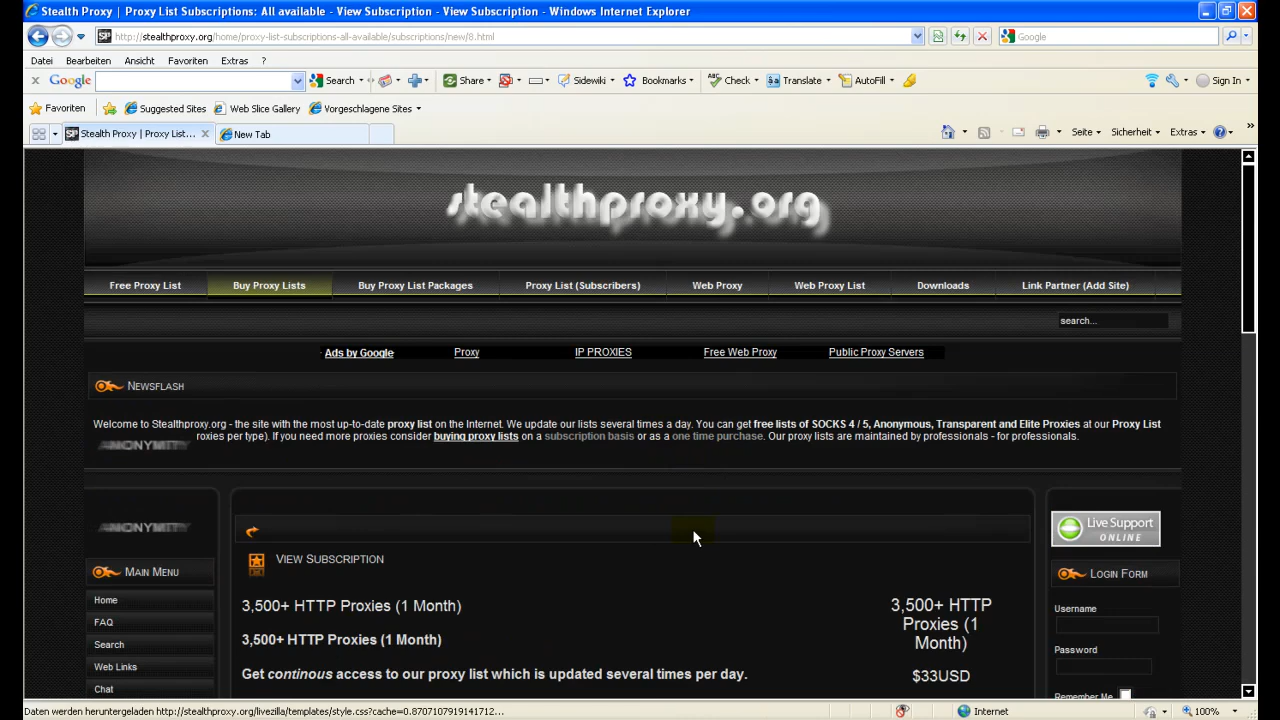 Stealth Proxy | Proxy List Subscriptions: All available - View Subscription - View Subscription - Windows Internet Explorer
http://stealthproxy.org/home/proxy-list-subscriptions-all-available/subscriptions/new/8.html
Google
Datei Bearbeiten Ansicht Favoriten Extras ?
x Google Search Share Sidewiki Bookmarks Check Translate AutoFill Sign In
Favoriten Suggested Sites Web Slice Gallery Vorgeschlagene Sites
Stealth Proxy | Proxy List... x New Tab Seite Sicherheit Extras
stealthproxy.org
Free Proxy List Buy Proxy Lists Buy Proxy List Packages Proxy List (Subscribers) Web Proxy Web Proxy List Downloads Link Partner (Add Site)
search...
Ads by Google Proxy IP PROXIES Free Web Proxy Public Proxy Servers
NEWSFLASH
Welcome to Stealthproxy.org - the site with the most up-to-date proxy list on the Internet. We update our lists several times a day. You can get free lists of SOCKS 4 / 5, Anonymous, Transparent and Elite Proxies at our Proxy List
roxies per type). If you need more proxies consider buying proxy lists on a subscription basis or as a one time purchase. Our proxy lists are maintained by professionals - for professionals.
ANONYMITY
ANONYMITY
MAIN MENU
Home
FAQ
Search
Web Links
Chat
VIEW SUBSCRIPTION
3,500+ HTTP Proxies (1 Month)
3,500+ HTTP Proxies (1 Month)
Get continous access to our proxy list which is updated several times per day.
3,500+ HTTP
Proxies (1
Month)
$33USD
Live Support
ONLINE
LOGIN FORM
Username
Password
Remember Me
Daten werden heruntergeladen http://stealthproxy.org/livezilla/templates/style.css?ache=0.8707107919141712...
Internet
100%